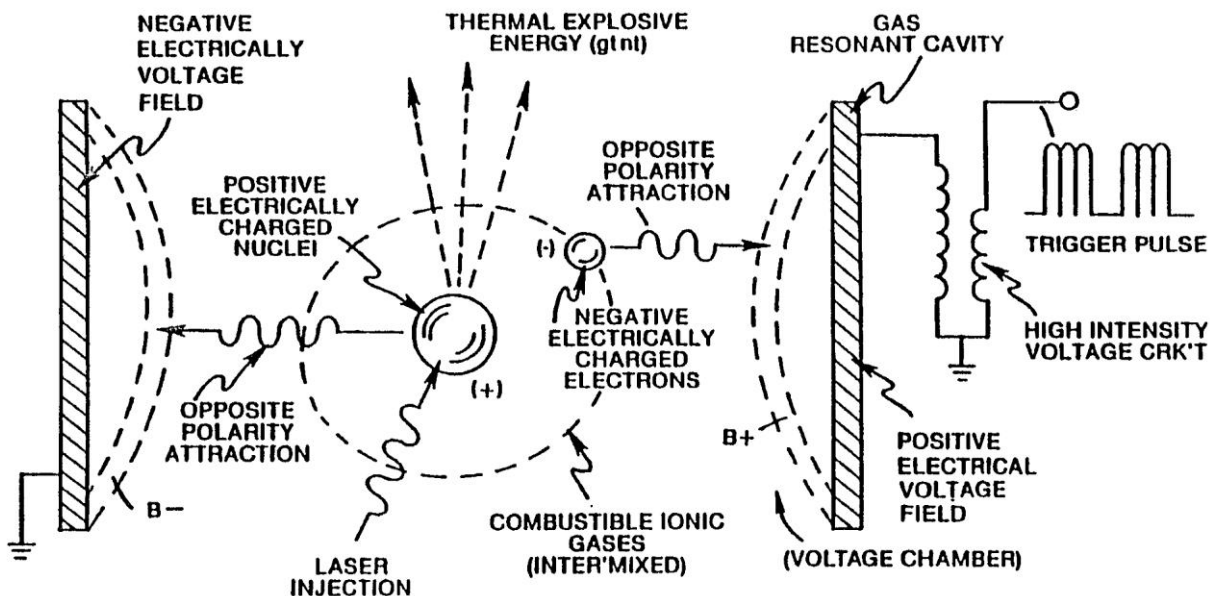 NEGATIVE
ELECTRICALLY
VOLTAGE
FIELD
THERMAL EXPLOSIVE
ENERGY (gtnt)
GAS
RESONANT CAVITY
POSITIVE
ELECTRICALLY
CHARGED
NUCLEI
OPPOSITE
POLARITY
ATTRACTION
(-)
TRIGGER PULSE
NEGATIVE
ELECTRICALLY
CHARGED
ELECTRONS
HIGH INTENSITY
VOLTAGE CRK'T
(+)
OPPOSITE
POLARITY
ATTRACTION
B+
B-
POSITIVE
ELECTRICAL
VOLTAGE
FIELD
COMBUSTIBLE IONIC
GASES
(INTER'MIXED)
(VOLTAGE CHAMBER)
LASER
INJECTION